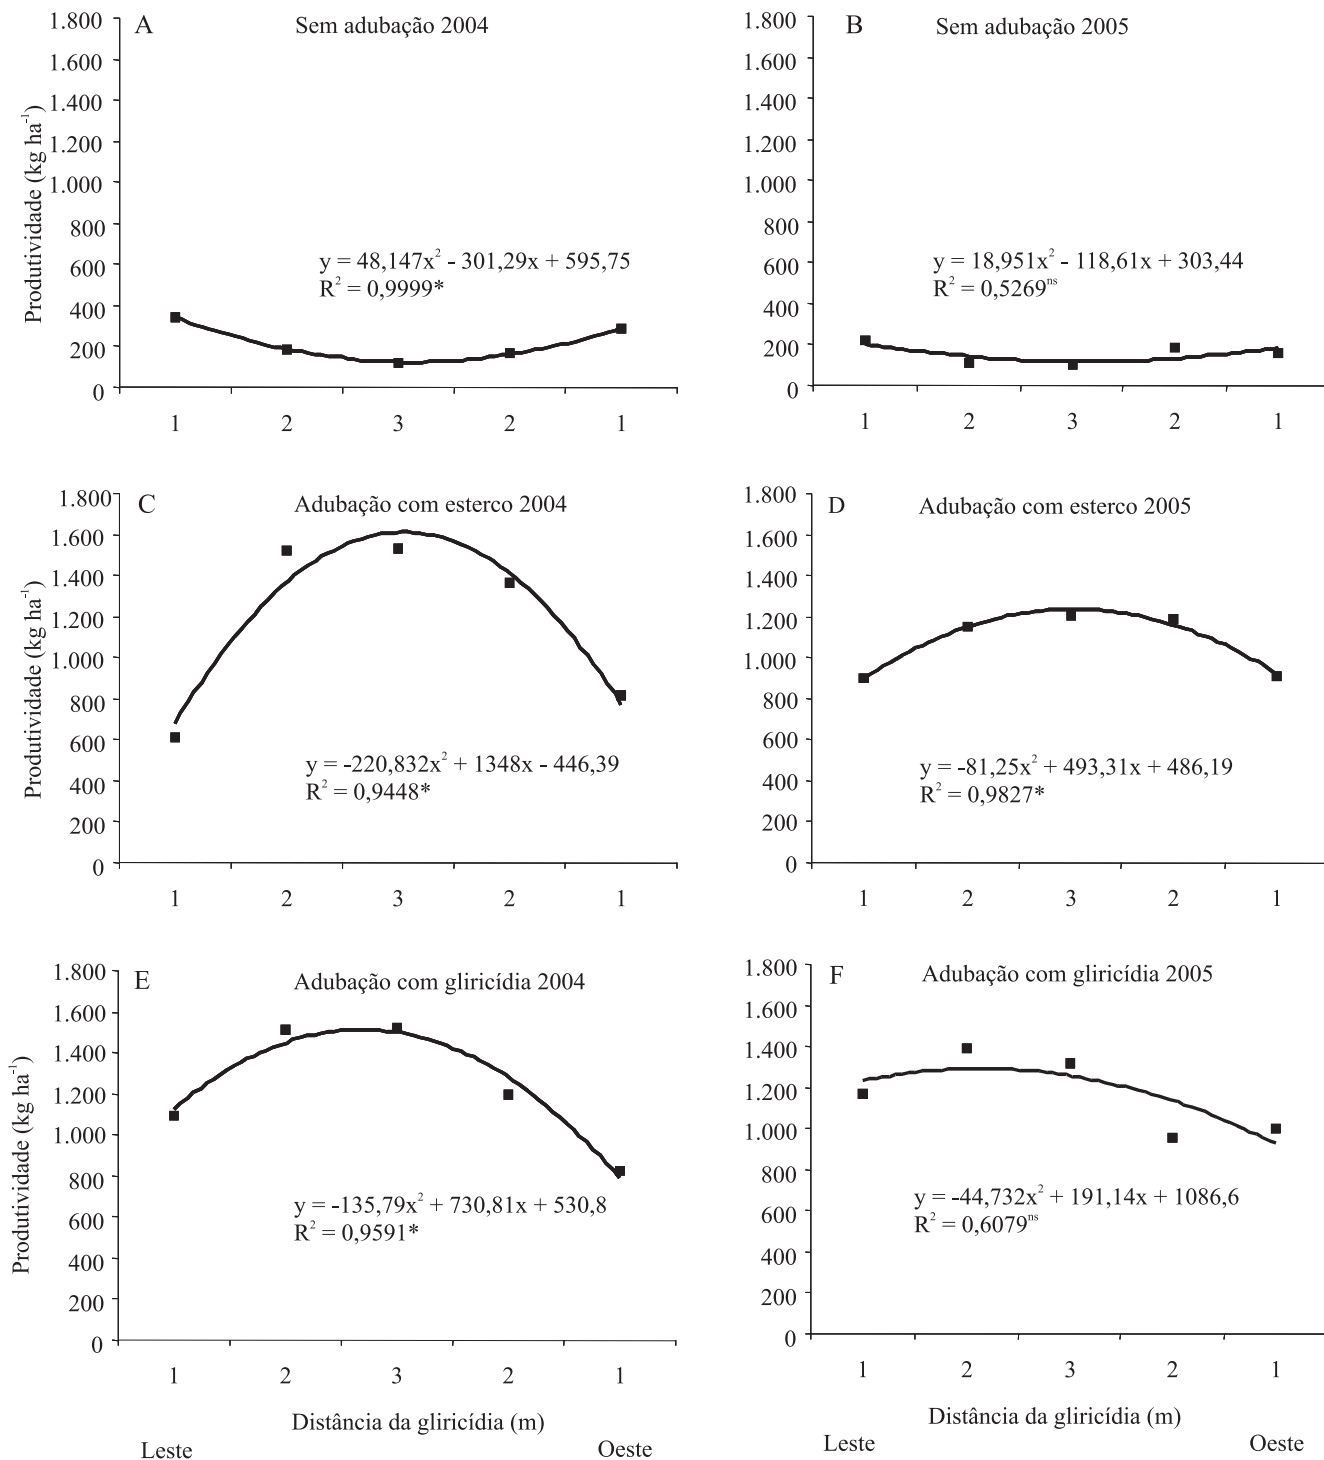 A
Sem adubação 2004
Produtividade (kg ha⁻¹)
1.800
1.600
1.400
1.200
1.000
800
600
400
200
0
y = 48,147x² - 301,29x + 595,75
R² = 0,9999*
1 2 3 2 1
B
Sem adubação 2005
1.800
1.600
1.400
1.200
1.000
800
600
400
200
0
y = 18,951x² - 118,61x + 303,44
R² = 0,5269ⁿˢ
1 2 3 2 1
C
Adubação com esterco 2004
Produtividade (kg ha⁻¹)
1.800
1.600
1.400
1.200
1.000
800
600
400
200
0
y = -220,832x² + 1348x - 446,39
R² = 0,9448*
1 2 3 2 1
D
Adubação com esterco 2005
1.800
1.600
1.400
1.200
1.000
800
600
400
200
0
y = -81,25x² + 493,31x + 486,19
R² = 0,9827*
1 2 3 2 1
E
Adubação com gliricídia 2004
Produtividade (kg ha⁻¹)
1.800
1.600
1.400
1.200
1.000
800
600
400
200
0
y = -135,79x² + 730,81x + 530,8
R² = 0,9591*
1 2 3 2 1
Distância da gliricídia (m)
Leste Oeste
F
Adubação com gliricídia 2005
1.800
1.600
1.400
1.200
1.000
800
600
400
200
0
y = -44,732x² + 191,14x + 1086,6
R² = 0,6079ⁿˢ
1 2 3 2 1
Distância da gliricídia (m)
Leste Oeste